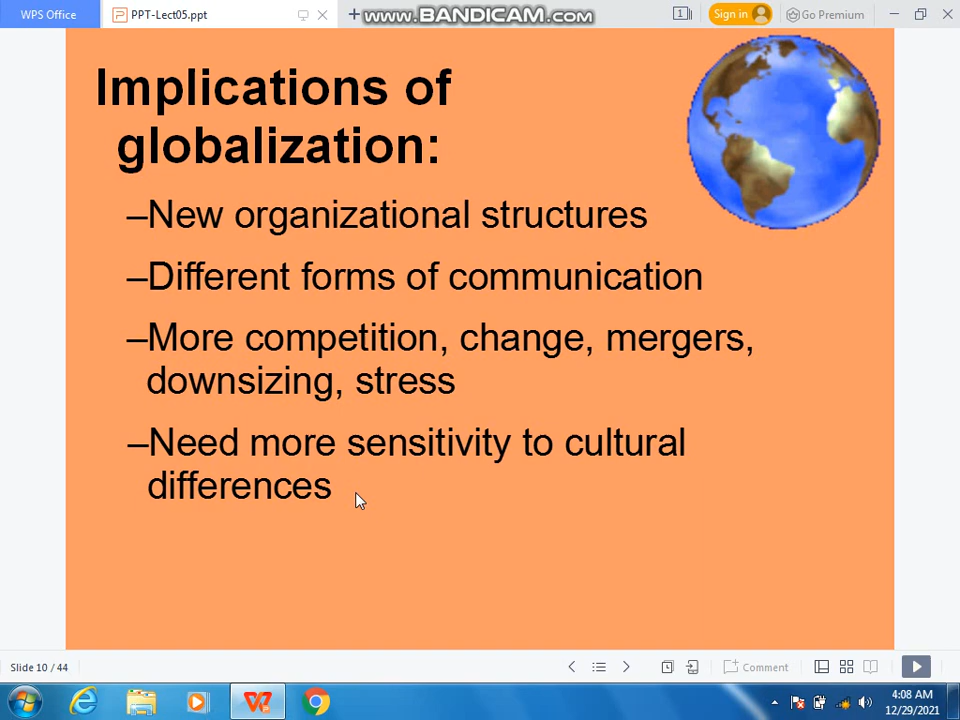 WPS Office
PPT-Lect05.ppt
www.BANDICAM.com
1
Sign in
Go Premium
Implications of
globalization:
–New organizational structures
–Different forms of communication
–More competition, change, mergers,
downsizing, stress
–Need more sensitivity to cultural
differences
Slide 10 / 44
Comment
4:08 AM
12/29/2021